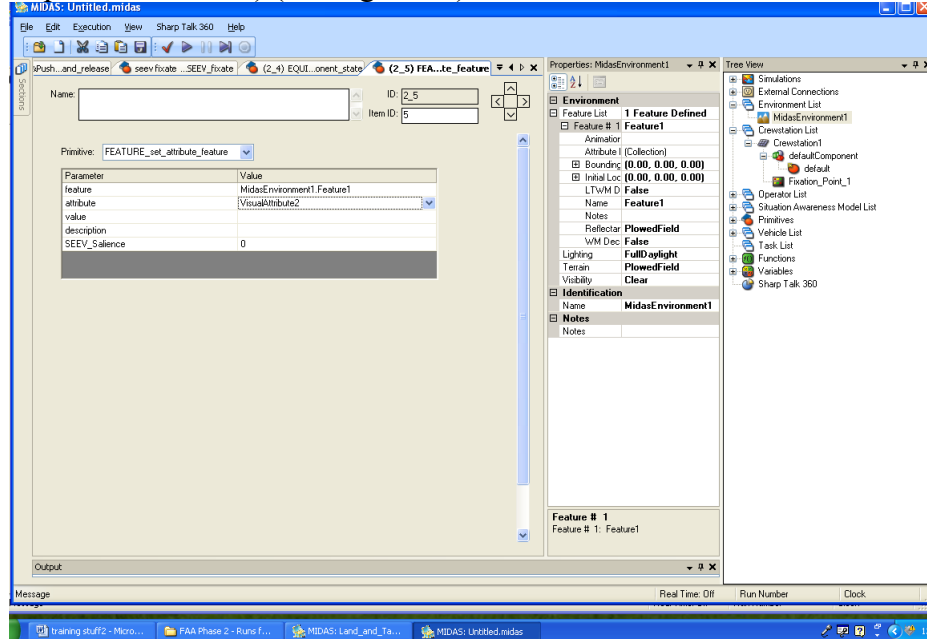 MIDAS: Untitled.midas
File Edit Execution View Sharp Talk 360 Help
Sections
sPush...and_release seev fixate ...SEEV_fixate (2_4) EQUI...onent_state (2_5) FEA...te_feature
Name: ID: 2_5
Item ID: 5
Primitive: FEATURE_set_attribute_feature
Parameter Value
feature MidasEnvironment1.Feature1
attribute VisualAttribute2
value
description
SEEV_Salience 0
Properties: MidasEnvironment1
Environment
Feature List 1 Feature Defined
Feature # 1 Feature1
Animation
Attribute l (Collection)
Bounding (0.00, 0.00, 0.00)
Initial Loc (0.00, 0.00, 0.00)
LTWM D False
Name Feature1
Notes
Reflectar PlowedField
WM Dec False
Lighting FullDaylight
Terrain PlowedField
Visibility Clear
Identification
Name MidasEnvironment1
Notes
Notes
Feature # 1
Feature # 1: Feature1
Tree View
Simulations
External Connections
Environment List
MidasEnvironment1
Crewstation List
Crewstation1
defaultComponent
default
Fixation_Point_1
Operator List
Situation Awareness Model List
Primitives
Vehicle List
Task List
Functions
Variables
Sharp Talk 360
Output
Message Real Time: Off Run Number Clock
training stuff2 - Micro... FAA Phase 2 - Runs f... MIDAS: Land_and_Ta... MIDAS: Untitled.midas